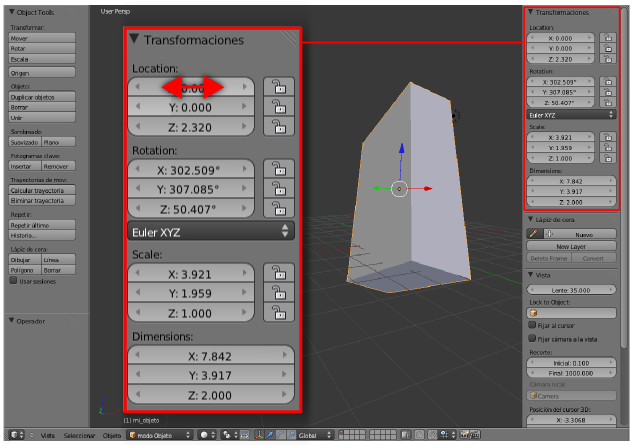 Object Tools
Transformar:
Mover
Rotar
Escala
Origen
Objeto:
Duplicar objetos
Borrar
Unir
Sombreado:
Suavizado Plano
Fotogramas clave:
Insertar Remover
Trayectorias de mov:
Calcular trayectoria
Eliminar trayectoria
Repetir:
Repetir último
Historia...
Lápiz de cera:
Dibujar Línea
Polígono Borrar
Usar sesiones
Operador
User Persp
Transformaciones
Location:
0.000
Y: 0.000
Z: 2.320
Rotation:
X: 302.509°
Y: 307.085°
Z: 50.407°
Euler XYZ
Scale:
X: 3.921
Y: 1.959
Z: 1.000
Dimensions:
X: 7.842
Y: 3.917
Z: 2.000
(1) mi_objeto
Transformaciones
Location:
X: 0.000
Y: 0.000
Z: 2.320
Rotation:
X: 302.509°
Y: 307.085°
Z: 50.407°
Euler XYZ
Scale:
X: 3.921
Y: 1.959
Z: 1.000
Dimensions:
X: 7.842
Y: 3.917
Z: 2.000
Lápiz de cera
Nuevo
New Layer
Delete Frame Convert
Vista
Lente: 35.000
Lock to Object:
Fijar al cursor
Fijar cámara a la vista
Recorte:
Inicial: 0.100
Final: 1000.000
Cámara local:
Cámara
Posición del cursor 3D:
X: -3.3068
Vista Seleccionar Objeto modo Objeto Global